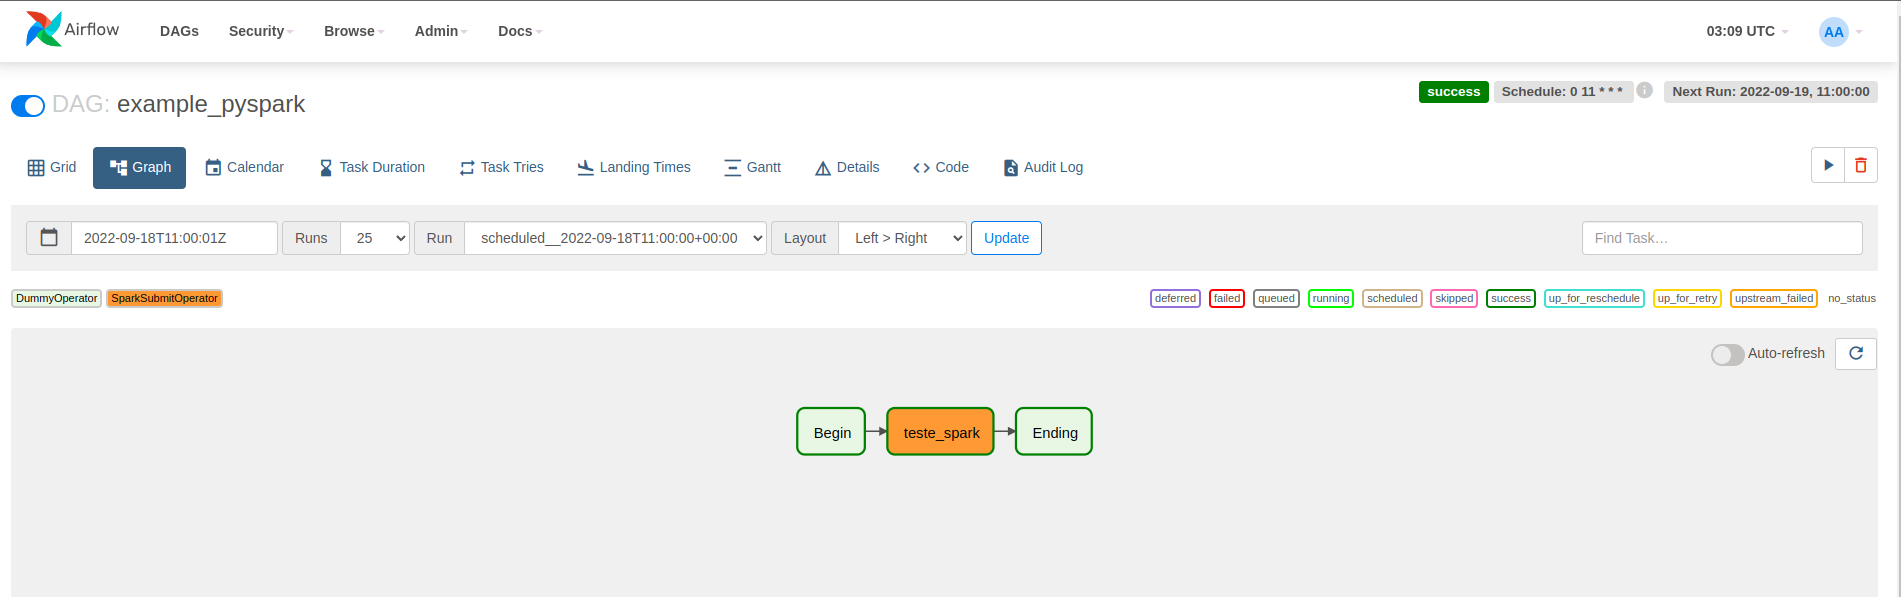 Airflow DAGs Security Browse Admin Docs 03:09 UTC AA
DAG: example_pyspark success Schedule: 0 11 * * * i Next Run: 2022-09-19, 11:00:00
Grid Graph Calendar Task Duration Task Tries Landing Times Gantt Details Code Audit Log
2022-09-18T11:00:01Z Runs 25 Run scheduled__2022-09-18T11:00:00+00:00 Layout Left > Right Update Find Task…
DummyOperator SparkSubmitOperator deferred failed queued running scheduled skipped success up_for_reschedule up_for_retry upstream_failed no_status
Auto-refresh
Begin teste_spark Ending